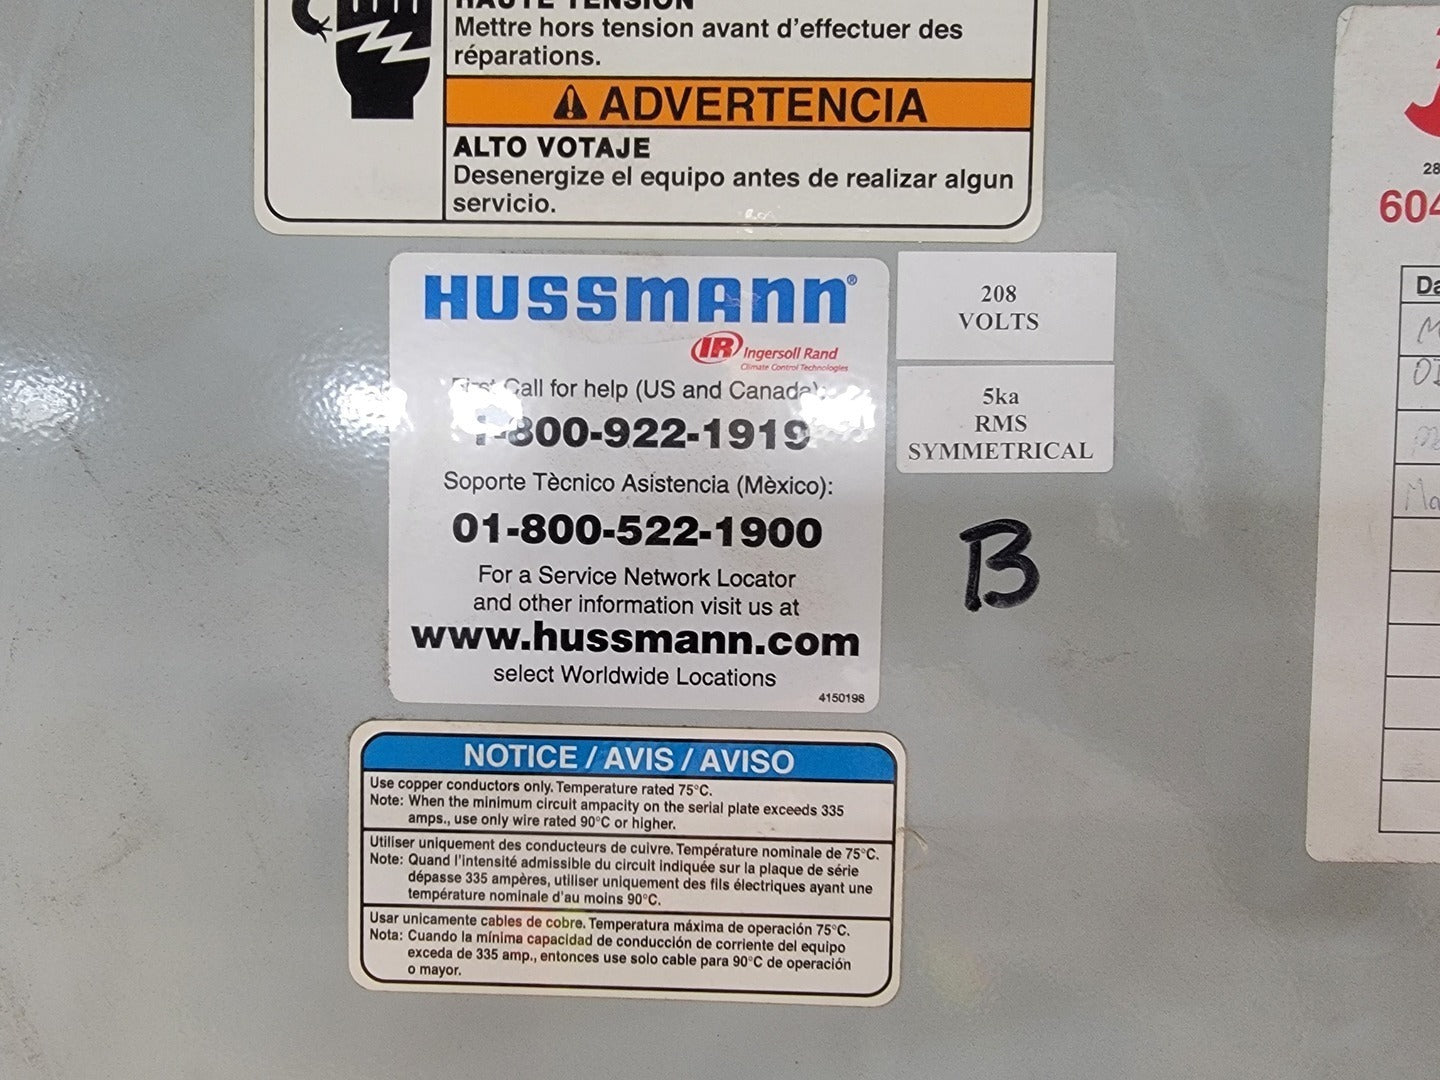 HAUTE TENSION
Mettre hors tension avant d'effectuer des
réparations.
ADVERTENCIA
ALTO VOTAJE
Desenergize el equipo antes de realizar algun
servicio.
HUSSMANN®
IR Ingersoll Rand
Climate Control Technologies
First Call for help (US and Canada):
1-800-922-1919
Soporte Tècnico Asistencia (Mèxico):
01-800-522-1900
For a Service Network Locator
and other information visit us at
www.hussmann.com
select Worldwide Locations
4150198
208
VOLTS
5ka
RMS
SYMMETRICAL
B
NOTICE / AVIS / AVISO
Use copper conductors only. Temperature rated 75°C.
Note: When the minimum circuit ampacity on the serial plate exceeds 335
amps., use only wire rated 90°C or higher.
Utiliser uniquement des conducteurs de cuivre. Température nominale de 75°C.
Note: Quand l'intensité admissible du circuit indiquée sur la plaque de série
dépasse 335 ampères, utiliser uniquement des fils électriques ayant une
température nominale d'au moins 90°C.
Usar unicamente cables de cobre. Temperatura máxima de operación 75°C.
Nota: Cuando la mínima capacidad de conducción de corriente del equipo
exceda de 335 amp., entonces use solo cable para 90°C de operación
o mayor.
28
604
Da